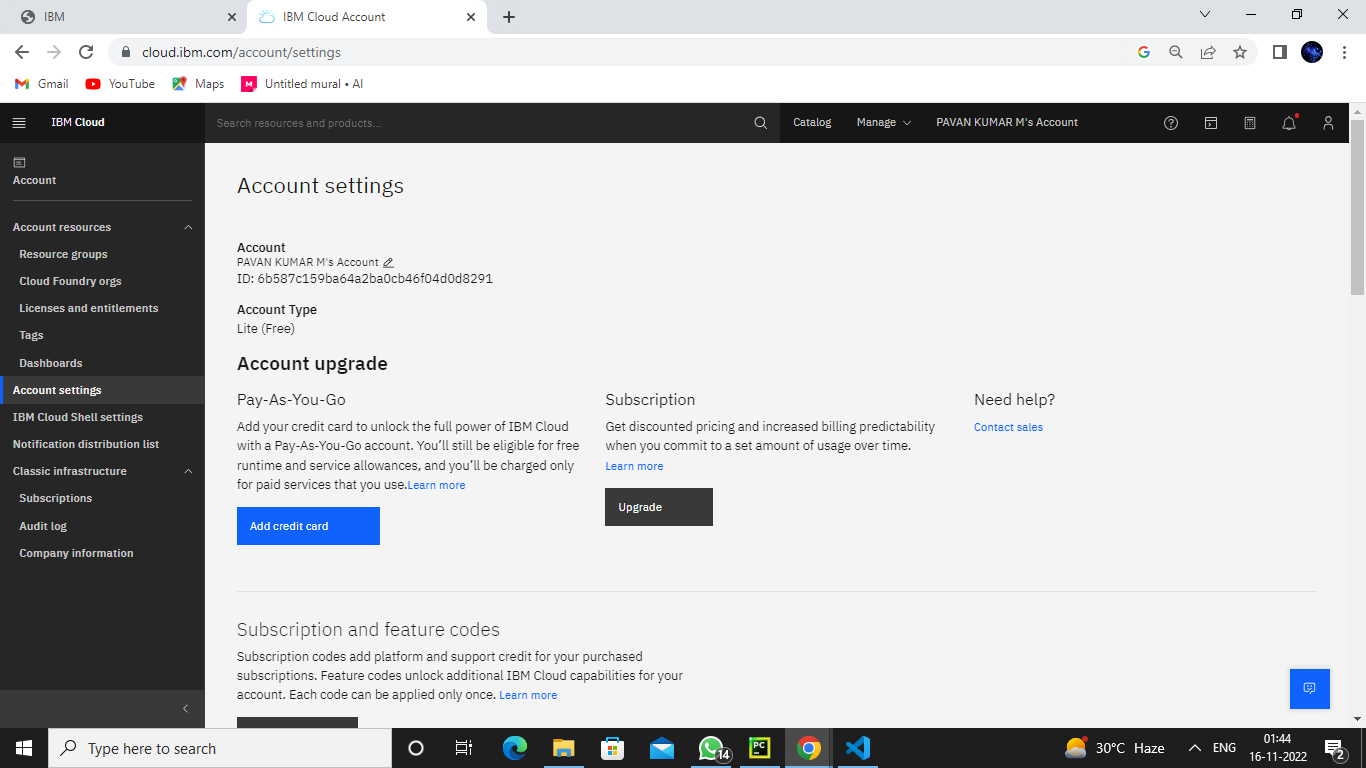 IBM
IBM Cloud Account
cloud.ibm.com/account/settings
Gmail
YouTube
Maps
Untitled mural • AI
IBM Cloud
Search resources and products...
Catalog
Manage
PAVAN KUMAR M's Account
Account
Account resources
Resource groups
Cloud Foundry orgs
Licenses and entitlements
Tags
Dashboards
Account settings
IBM Cloud Shell settings
Notification distribution list
Classic infrastructure
Subscriptions
Audit log
Company information
Account settings
Account
PAVAN KUMAR M's Account
ID: 6b587c159ba64a2ba0cb46f04d0d8291
Account Type
Lite (Free)
Account upgrade
Pay-As-You-Go
Add your credit card to unlock the full power of IBM Cloud
with a Pay-As-You-Go account. You’ll still be eligible for free
runtime and service allowances, and you’ll be charged only
for paid services that you use.Learn more
Add credit card
Subscription
Get discounted pricing and increased billing predictability
when you commit to a set amount of usage over time.
Learn more
Upgrade
Need help?
Contact sales
Subscription and feature codes
Subscription codes add platform and support credit for your purchased
subscriptions. Feature codes unlock additional IBM Cloud capabilities for your
account. Each code can be applied only once. Learn more
Type here to search
14
PC
30°C Haze
ENG
01:44
16-11-2022
2